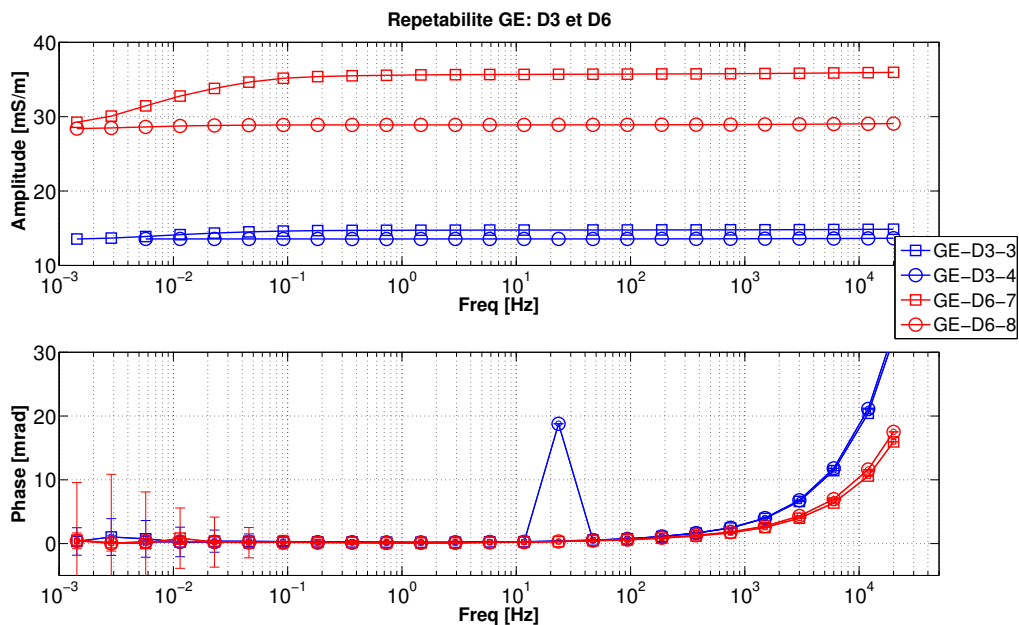 Repetabilite GE: D3 et D6
Amplitude [mS/m]
40
30
20
10
10⁻³ 10⁻² 10⁻¹ 10⁰ 10¹ 10² 10³ 10⁴
Freq [Hz]
GE−D3−3
GE−D3−4
GE−D6−7
GE−D6−8
Phase [mrad]
30
20
10
0
10⁻³ 10⁻² 10⁻¹ 10⁰ 10¹ 10² 10³ 10⁴
Freq [Hz]